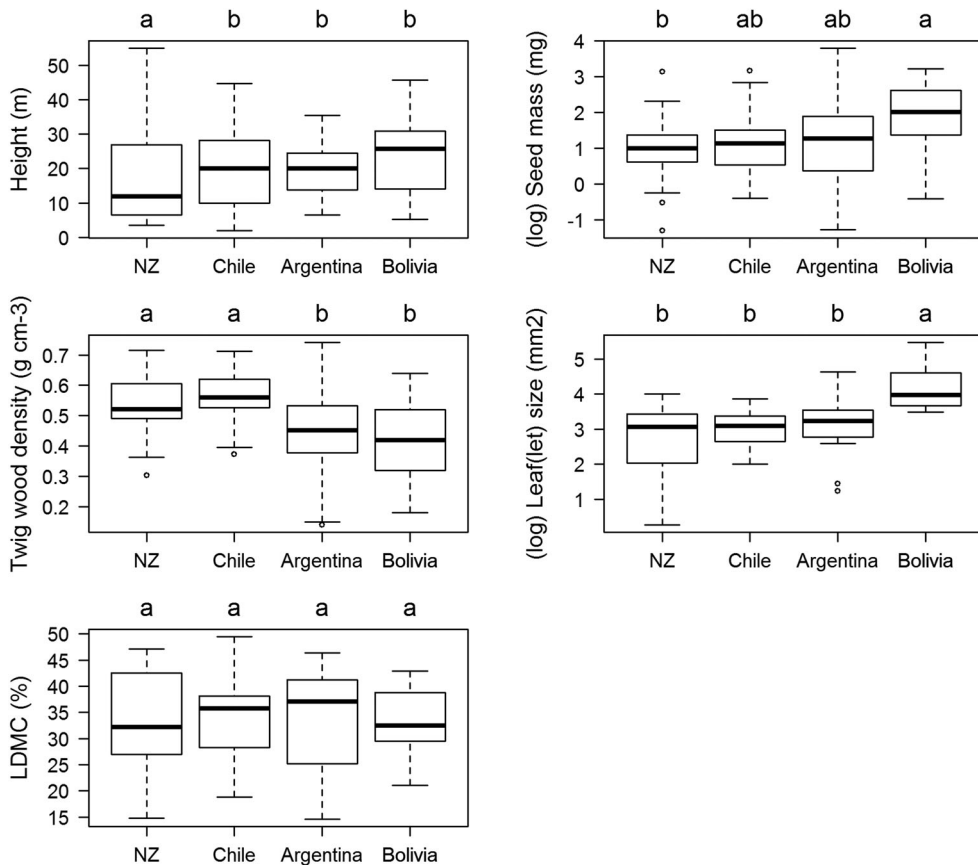 a b b b
Height (m)
50
40
30
20
10
0
NZ Chile Argentina Bolivia
b ab ab a
(log) Seed mass (mg)
4
3
2
1
0
-1
NZ Chile Argentina Bolivia
a a b b
Twig wood density (g cm-3)
0.7
0.6
0.5
0.4
0.3
0.2
NZ Chile Argentina Bolivia
b b b a
(log) Leaf(let) size (mm2)
5
4
3
2
1
NZ Chile Argentina Bolivia
a a a a
LDMC (%)
50
45
40
35
30
25
20
15
NZ Chile Argentina Bolivia